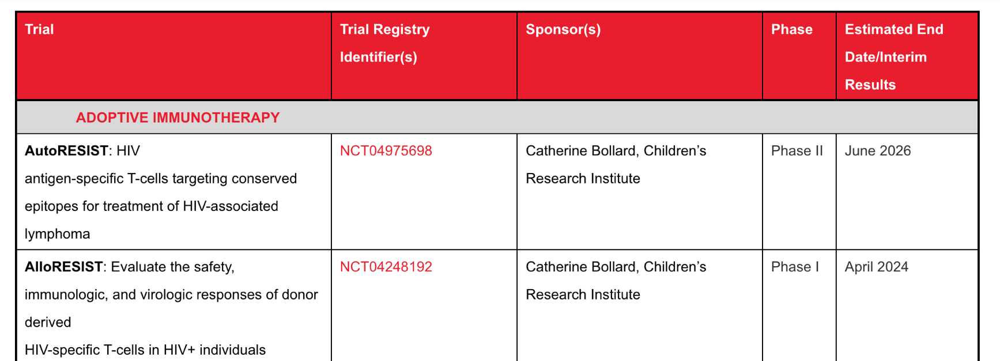 Trial
Trial Registry
Identifier(s)
Sponsor(s)
Phase
Estimated End
Date/Interim
Results
ADOPTIVE IMMUNOTHERAPY
AutoRESIST: HIV
antigen-specific T-cells targeting conserved
epitopes for treatment of HIV-associated
lymphoma
NCT04975698
Catherine Bollard, Children’s
Research Institute
Phase II
June 2026
AlloRESIST: Evaluate the safety,
immunologic, and virologic responses of donor
derived
HIV-specific T-cells in HIV+ individuals
NCT04248192
Catherine Bollard, Children’s
Research Institute
Phase I
April 2024